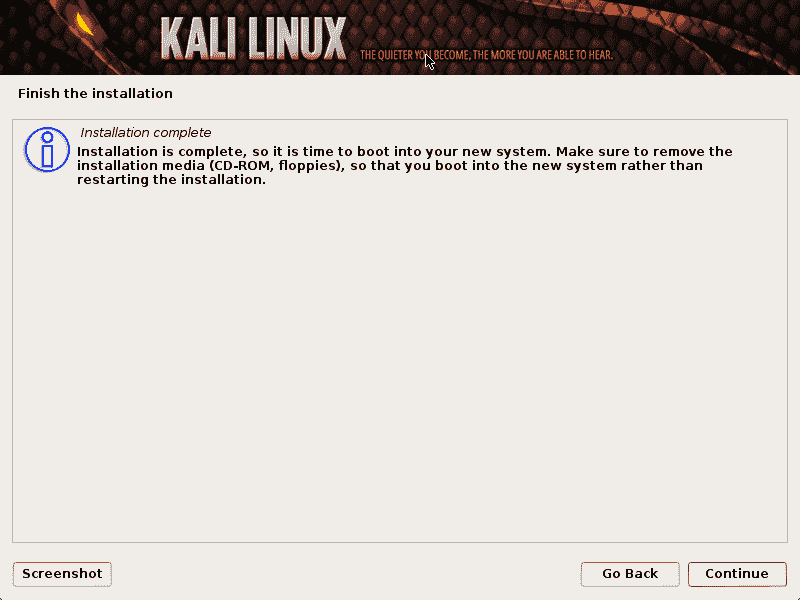 KALI LINUX
THE QUIETER YOU BECOME, THE MORE YOU ARE ABLE TO HEAR.
Finish the installation
Installation complete
Installation is complete, so it is time to boot into your new system. Make sure to remove the
installation media (CD-ROM, floppies), so that you boot into the new system rather than
restarting the installation.
Screenshot
Go Back
Continue